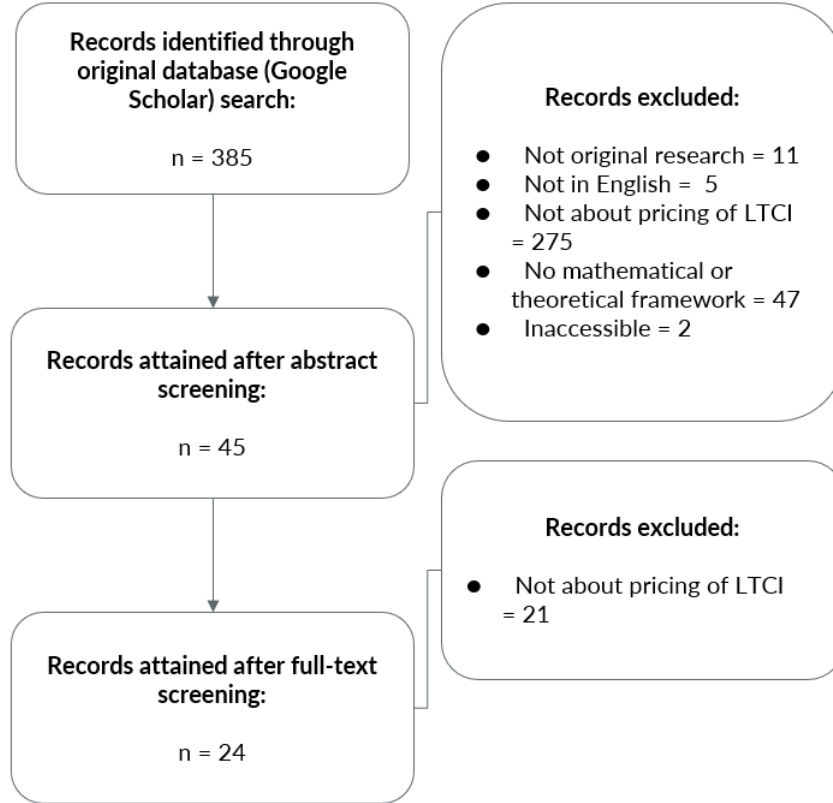 Records identified through
original database (Google
Scholar) search:
n = 385
Records excluded:
● Not original research = 11
● Not in English = 5
● Not about pricing of LTCI
= 275
● No mathematical or
theoretical framework = 47
● Inaccessible = 2
Records attained after abstract
screening:
n = 45
Records excluded:
● Not about pricing of LTCI
= 21
Records attained after full-text
screening:
n = 24